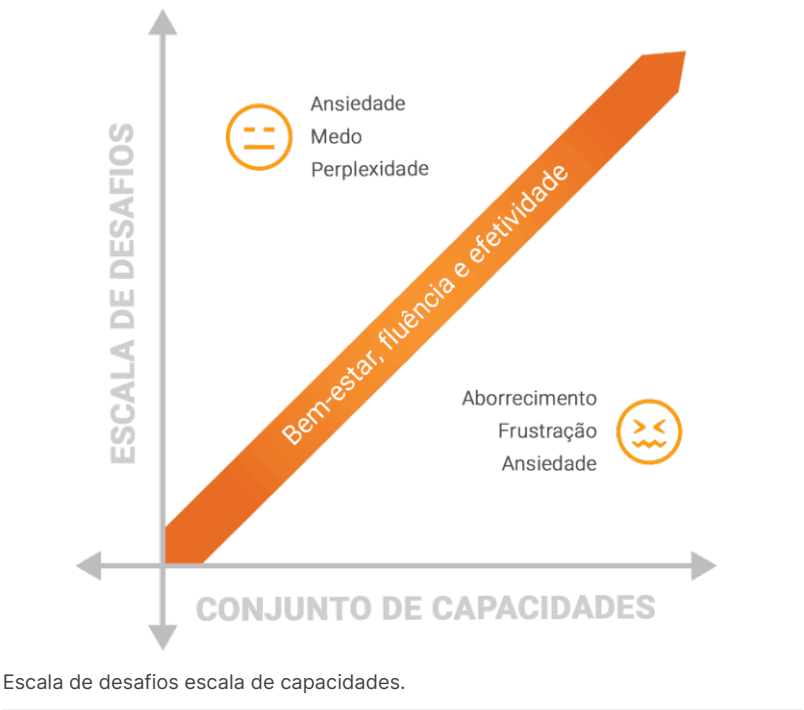 Ansiedade
Medo
Perplexidade
ESCALA DE DESAFIOS
Bem-estar, fluência e efetividade
Aborrecimento
Frustração
Ansiedade
CONJUNTO DE CAPACIDADES
Escala de desafios escala de capacidades.